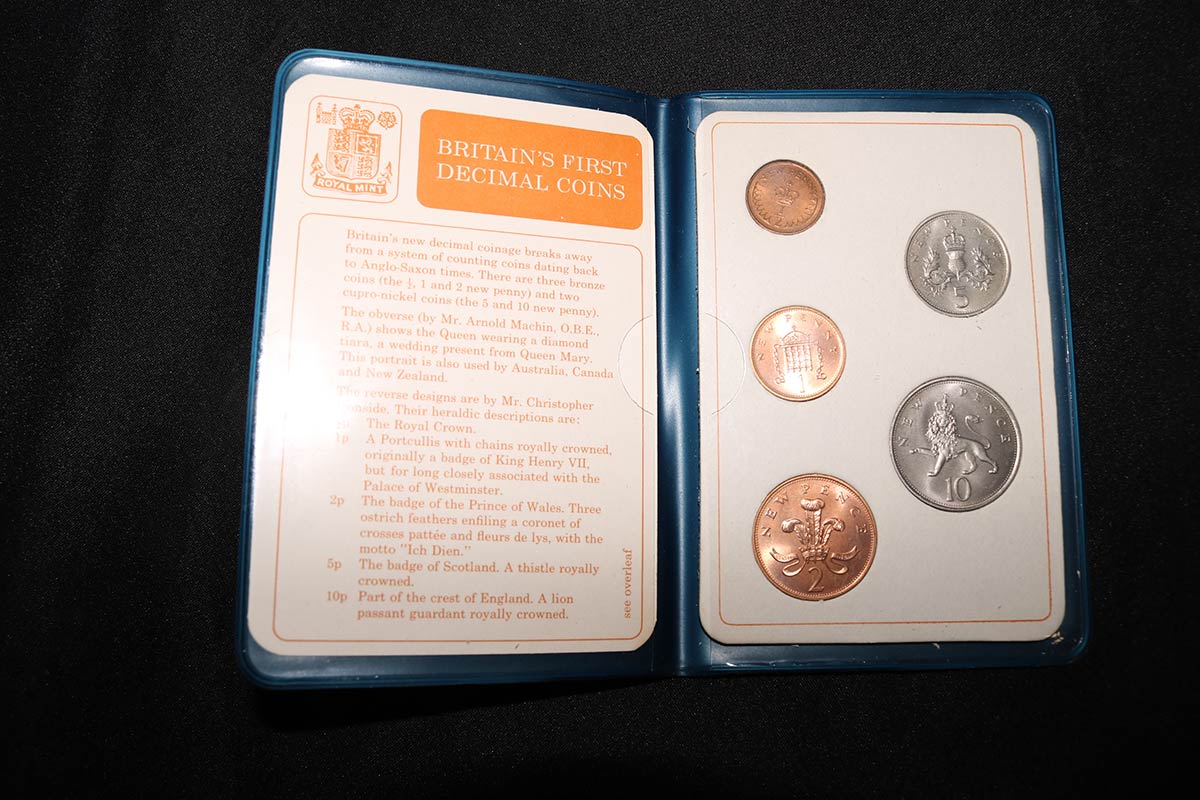 ROYAL MINT
BRITAIN'S FIRST
DECIMAL COINS
Britain's new decimal coinage breaks away
from a system of counting coins dating back
to Anglo-Saxon times. There are three bronze
coins (the ½, 1 and 2 new penny) and two
cupro-nickel coins (the 5 and 10 new penny).
The obverse (by Mr. Arnold Machin, O.B.E.,
R.A.) shows the Queen wearing a diamond
tiara, a wedding present from Queen Mary.
This portrait is also used by Australia, Canada
and New Zealand.
The reverse designs are by Mr. Christopher
Ironside. Their heraldic descriptions are:
The Royal Crown.
1p A Portcullis with chains royally crowned,
originally a badge of King Henry VII,
but for long closely associated with the
Palace of Westminster.
2p The badge of the Prince of Wales. Three
ostrich feathers enfiling a coronet of
crosses pattée and fleurs de lys, with the
motto "Ich Dien."
5p The badge of Scotland. A thistle royally
crowned.
10p Part of the crest of England. A lion
passant guardant royally crowned.
see overleaf
NEW PENCE
5
NEW PENNY
1
NEW PENCE
10
NEW PENCE
2